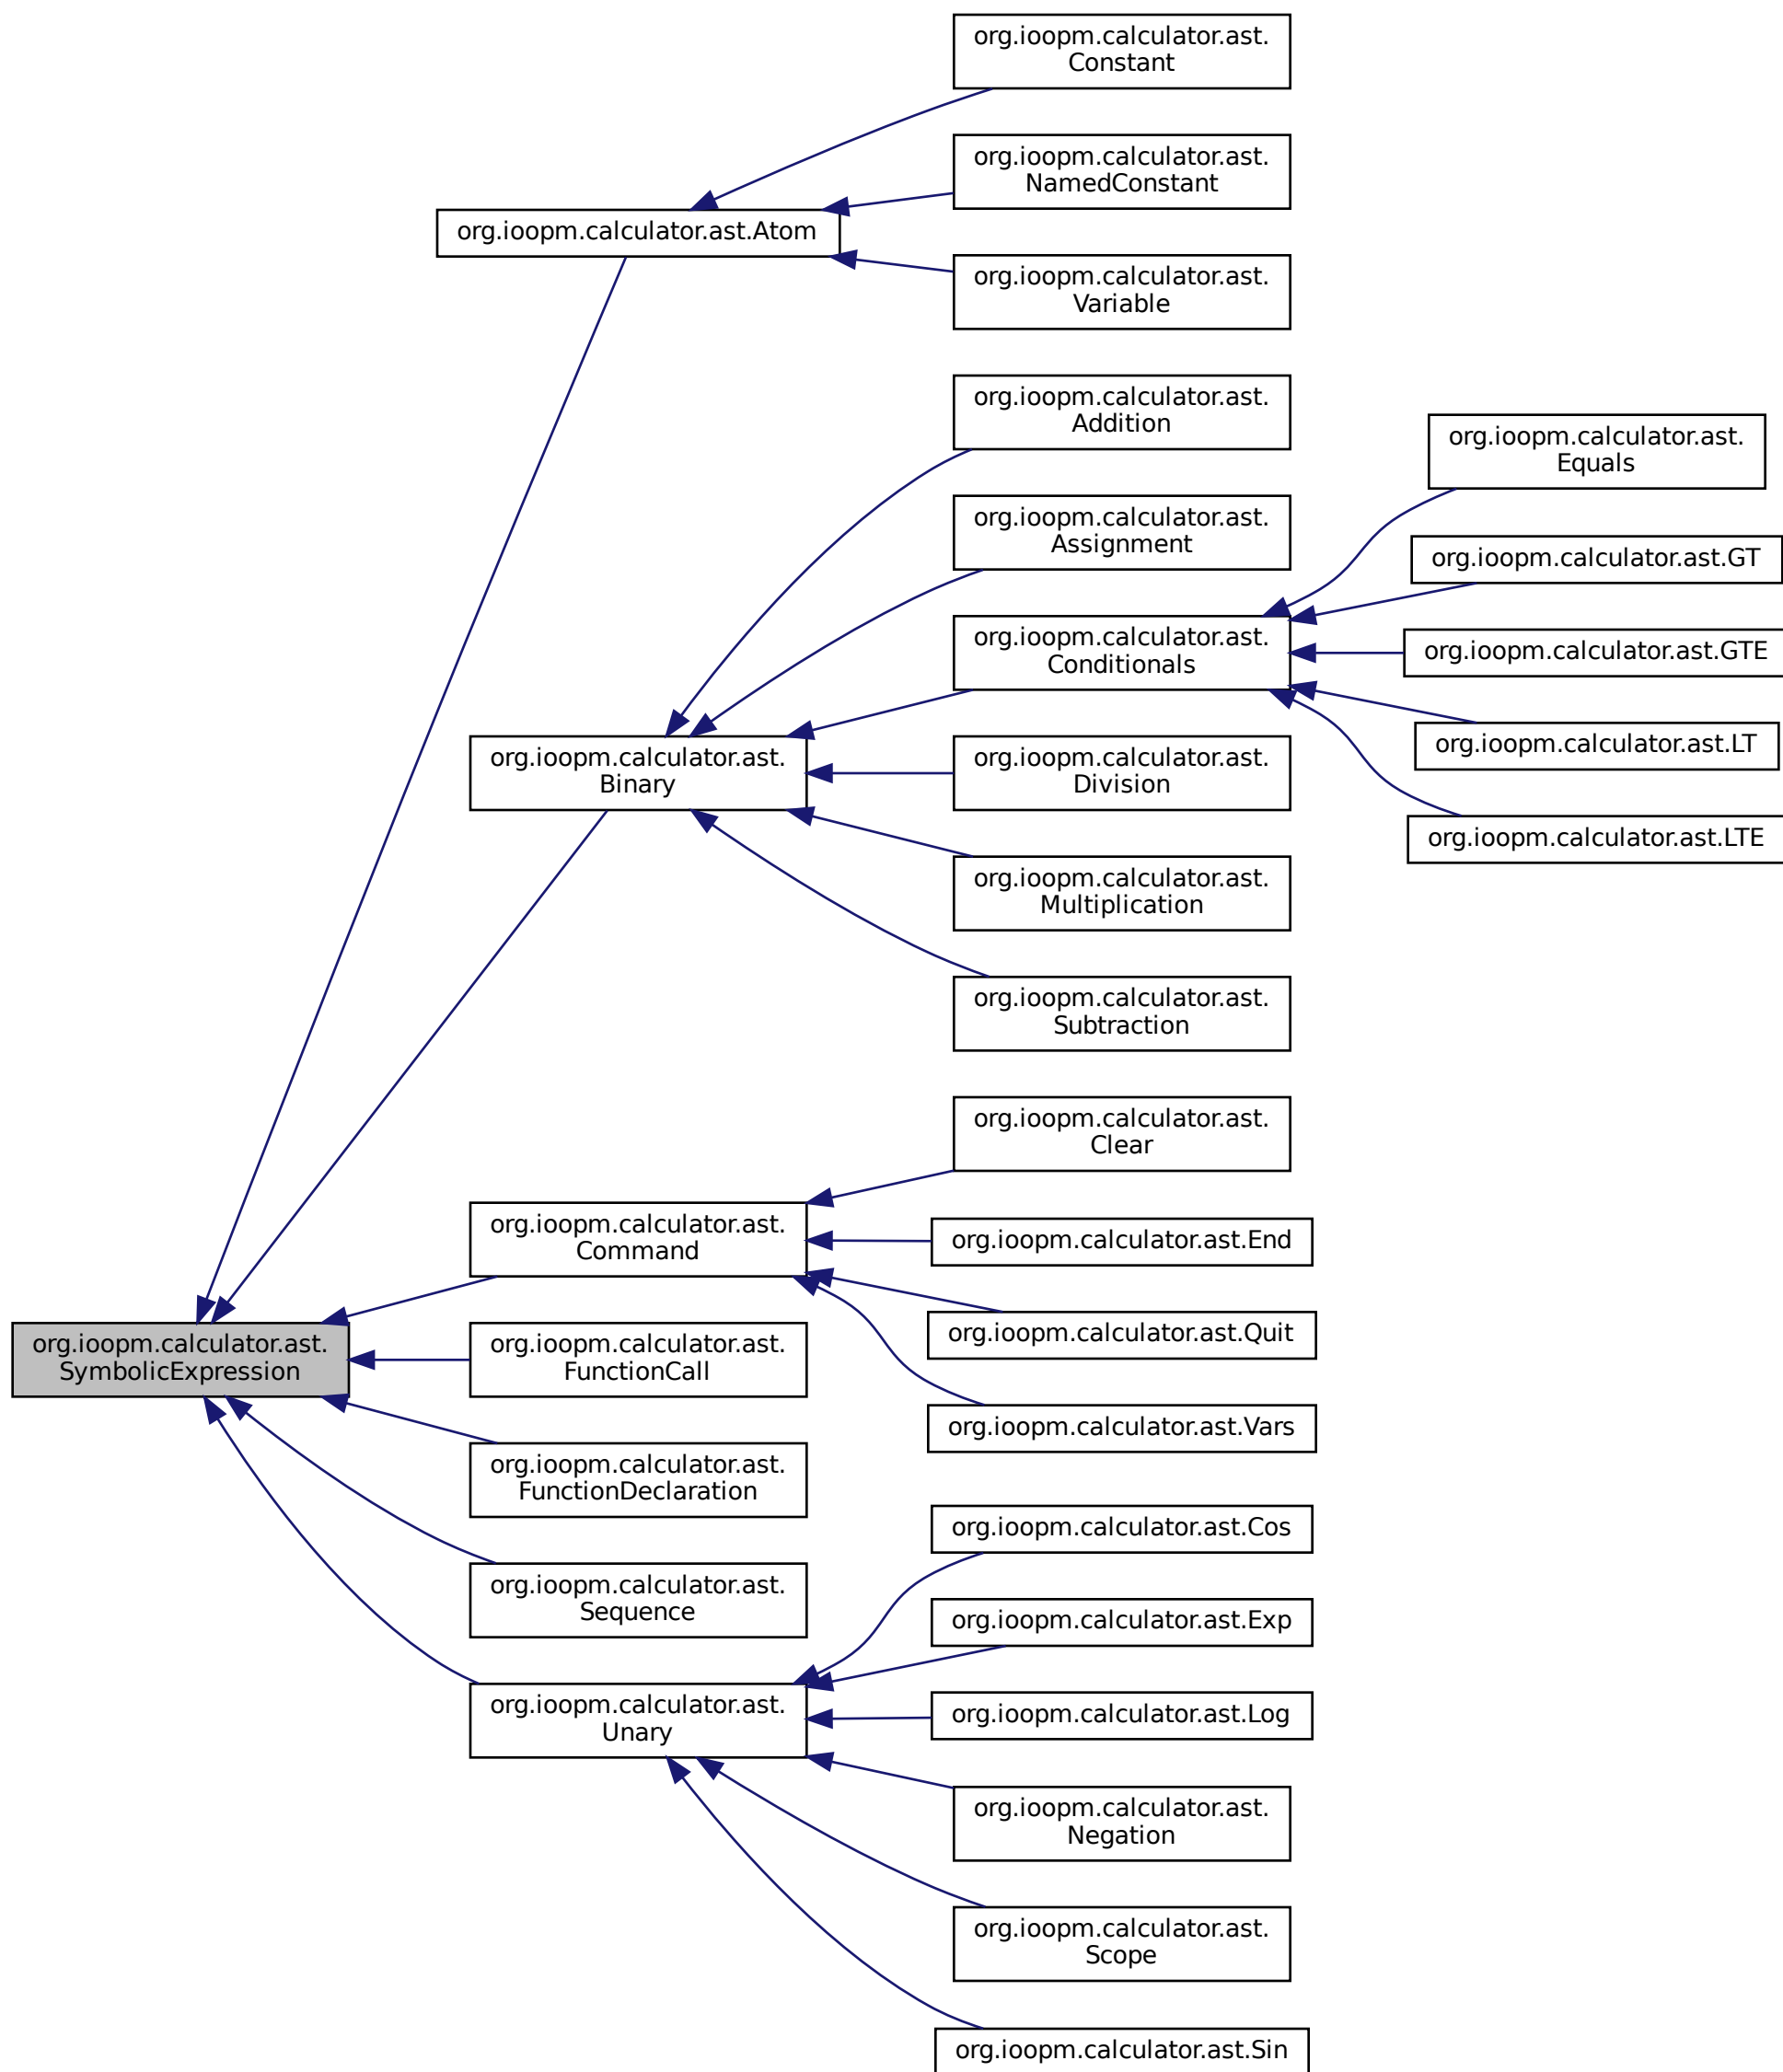 org.ioopm.calculator.ast.
Constant
org.ioopm.calculator.ast.
NamedConstant
org.ioopm.calculator.ast.Atom
org.ioopm.calculator.ast.
Variable
org.ioopm.calculator.ast.
Addition
org.ioopm.calculator.ast.
Equals
org.ioopm.calculator.ast.
Assignment
org.ioopm.calculator.ast.GT
org.ioopm.calculator.ast.
Conditionals
org.ioopm.calculator.ast.GTE
org.ioopm.calculator.ast.LT
org.ioopm.calculator.ast.
Binary
org.ioopm.calculator.ast.
Division
org.ioopm.calculator.ast.LTE
org.ioopm.calculator.ast.
Multiplication
org.ioopm.calculator.ast.
Subtraction
org.ioopm.calculator.ast.
Clear
org.ioopm.calculator.ast.
Command
org.ioopm.calculator.ast.End
org.ioopm.calculator.ast.Quit
org.ioopm.calculator.ast.
SymbolicExpression
org.ioopm.calculator.ast.
FunctionCall
org.ioopm.calculator.ast.Vars
org.ioopm.calculator.ast.
FunctionDeclaration
org.ioopm.calculator.ast.Cos
org.ioopm.calculator.ast.
Sequence
org.ioopm.calculator.ast.Exp
org.ioopm.calculator.ast.
Unary
org.ioopm.calculator.ast.Log
org.ioopm.calculator.ast.
Negation
org.ioopm.calculator.ast.
Scope
org.ioopm.calculator.ast.Sin